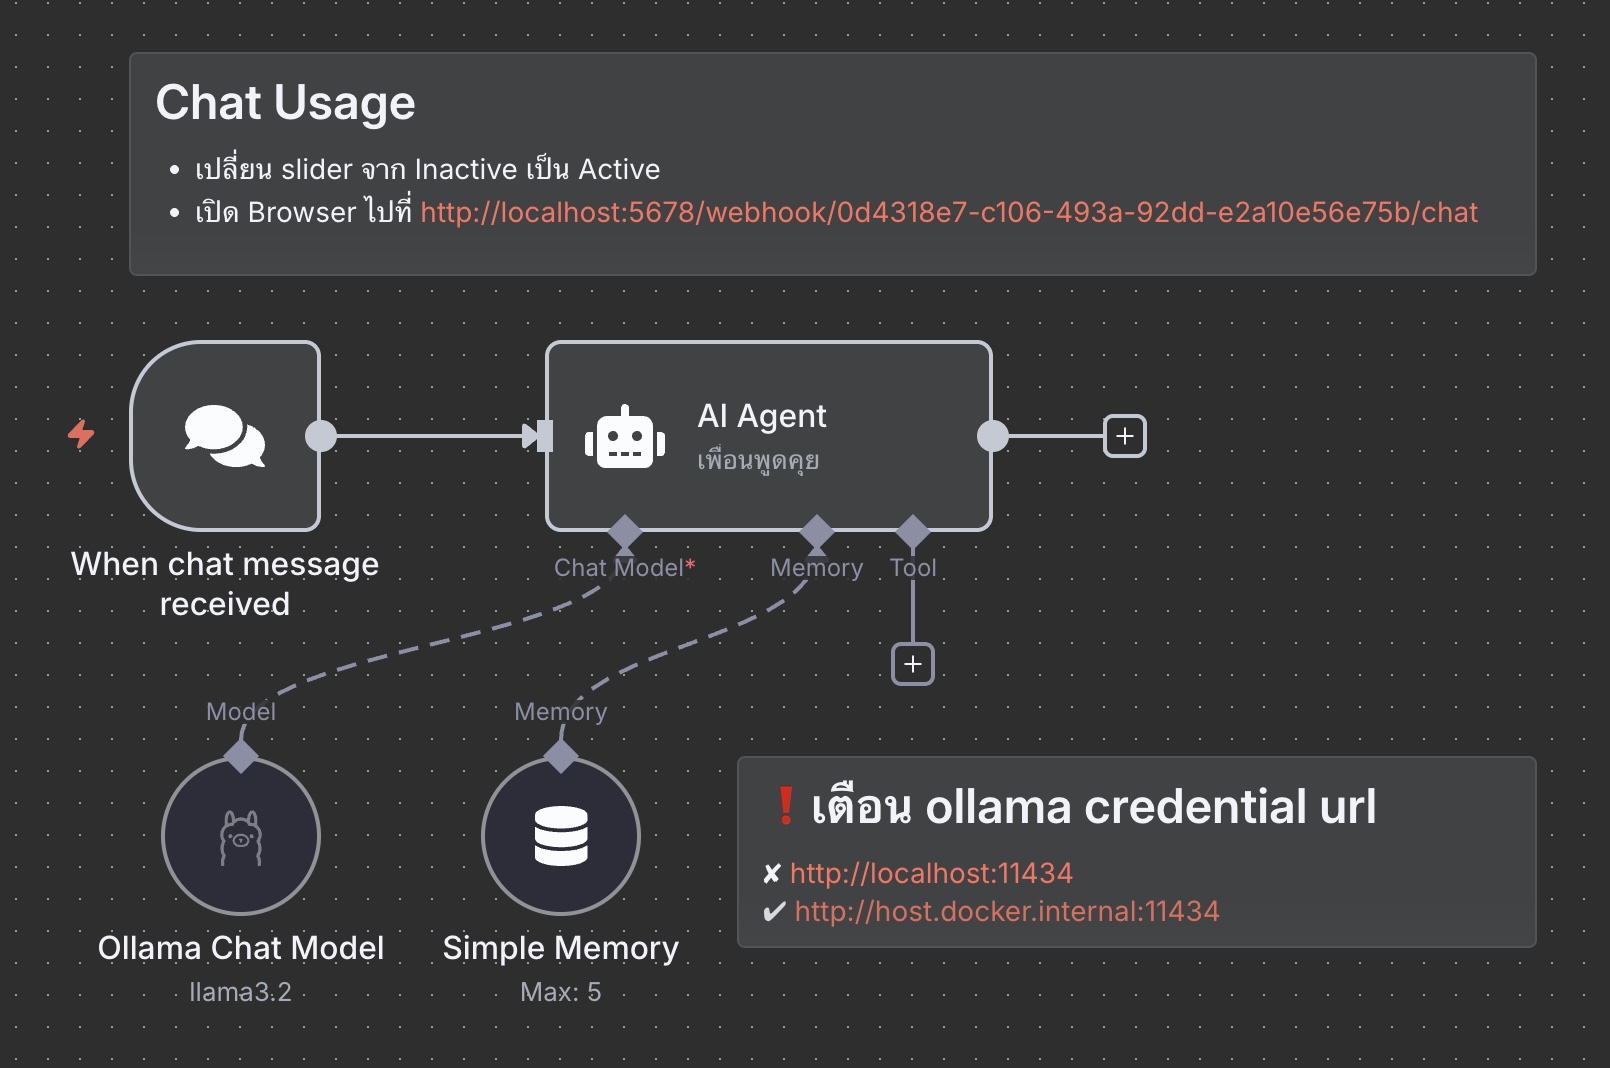 Chat Usage
• เปลี่ยน slider จาก Inactive เป็น Active
• เปิด Browser ไปที่ http://localhost:5678/webhook/0d4318e7-c106-493a-92dd-e2a10e56e75b/chat
AI Agent
เพื่อนพูดคุย
Chat Model*
Memory
Tool
When chat message
received
Model
Memory
❗เตือน ollama credential url
✘ http://localhost:11434
✔ http://host.docker.internal:11434
Ollama Chat Model
llama3.2
Simple Memory
Max: 5